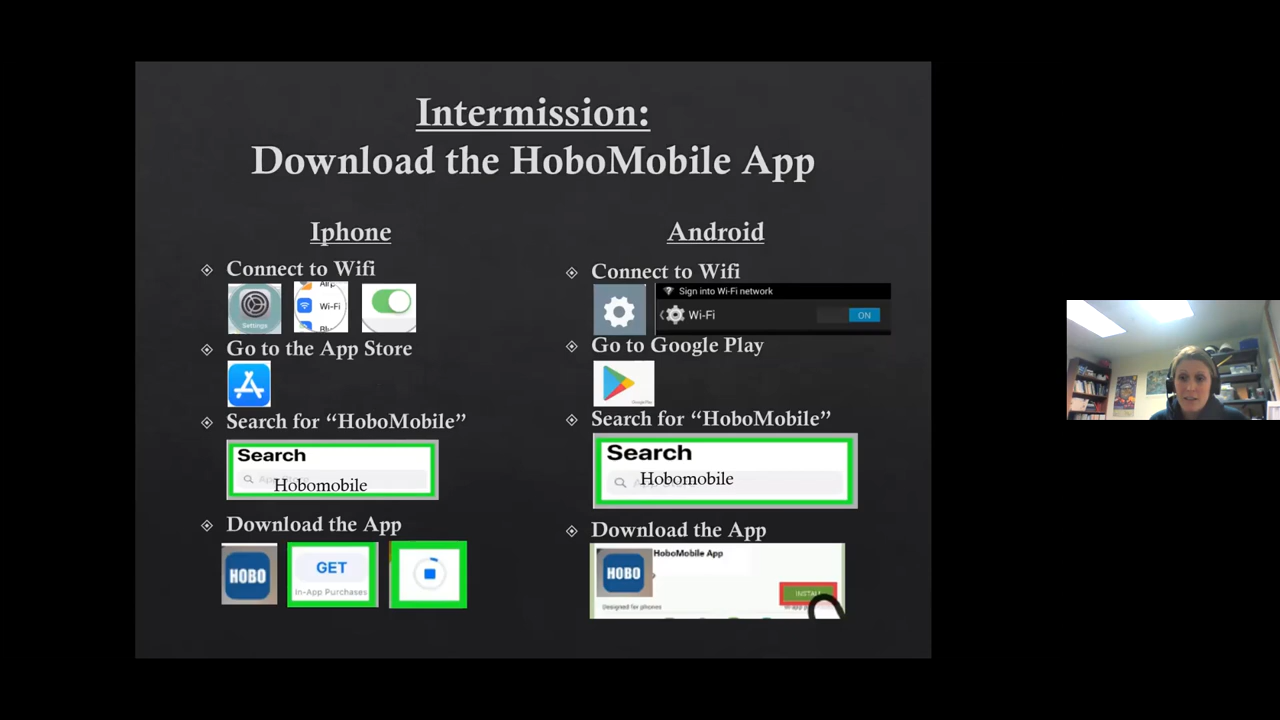 Intermission:
Download the HoboMobile App
Iphone
Connect to Wifi
Settings
Wi-Fi
Go to the App Store
Search for “HoboMobile”
Search
Hobomobile
Download the App
HOBO
GET
In-App Purchases
Android
Connect to Wifi
Sign into Wi-Fi network
Wi-Fi
ON
Go to Google Play
Search for “HoboMobile”
Search
Hobomobile
Download the App
HoboMobile App
HOBO
INSTALL
Designed for phones